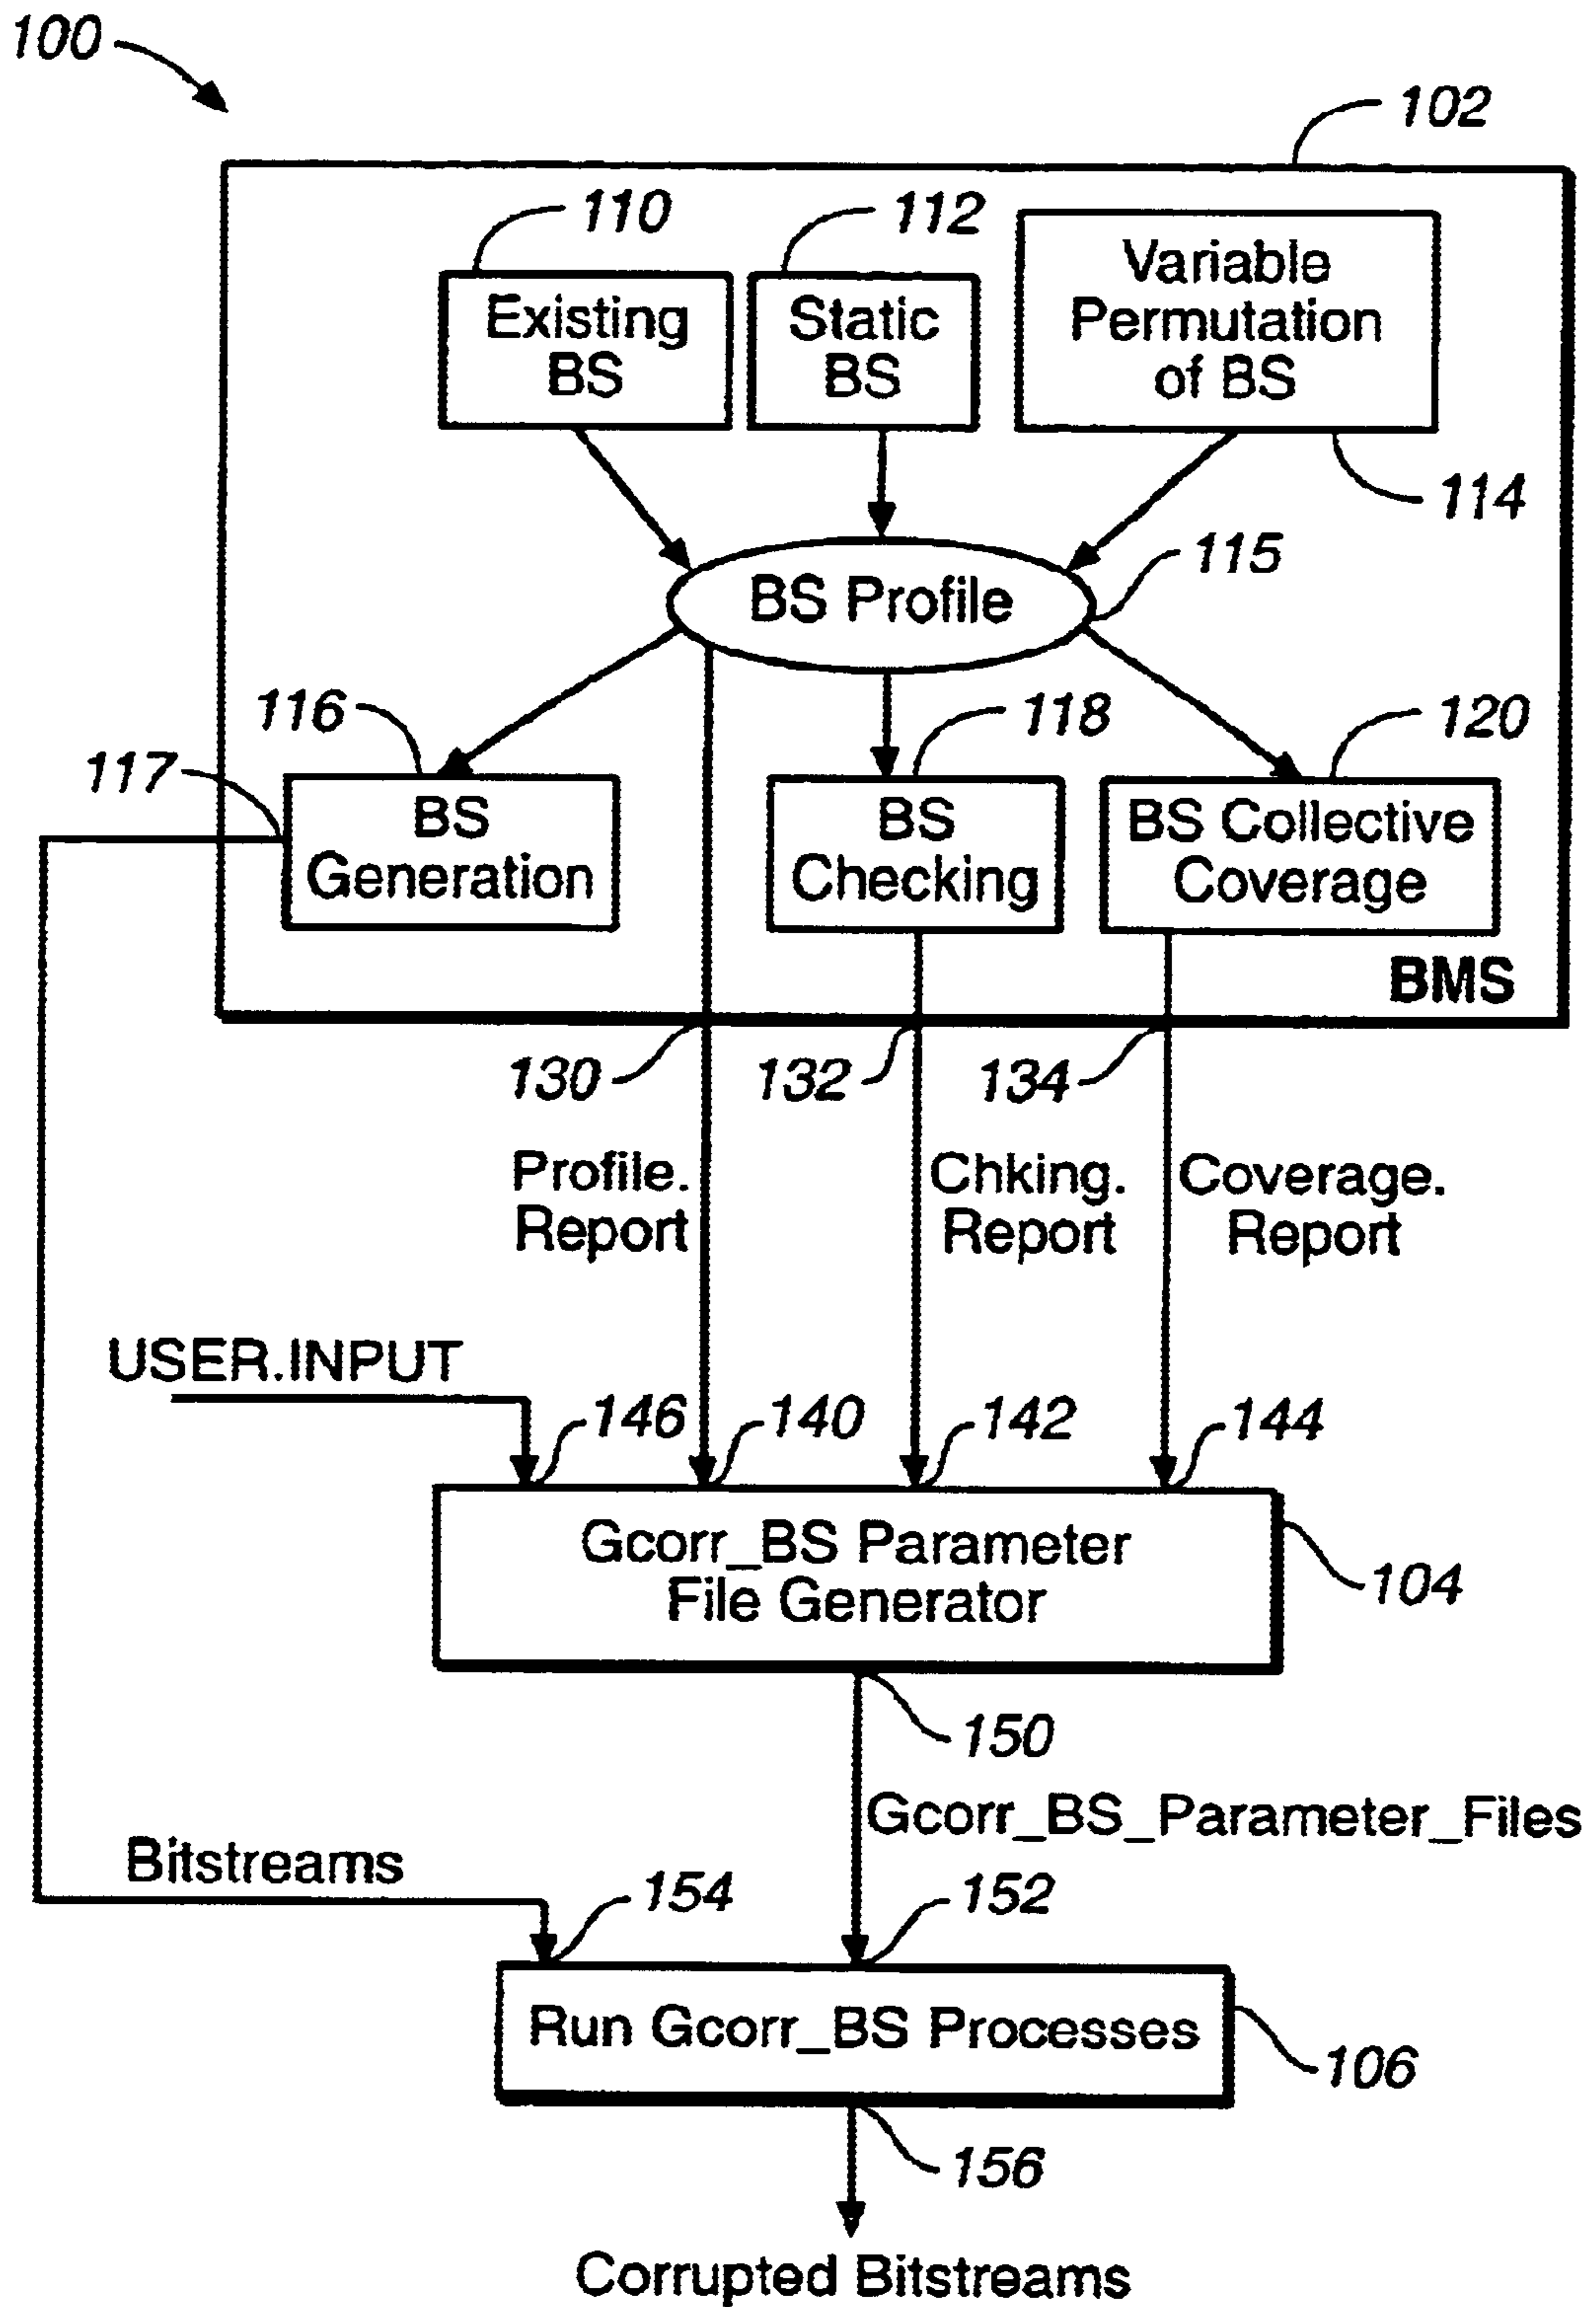 100
102
110
112
Variable
Permutation
of BS
Existing
BS
Static
BS
114
115
BS Profile
116
118
120
117
BS
Generation
BS
Checking
BS Collective
Coverage
BMS
130
132
134
Profile.
Report
Chking.
Report
Coverage.
Report
USER.INPUT
146
140
142
144
Gcorr_BS Parameter
File Generator
104
150
Gcorr_BS_Parameter_Files
Bitstreams
154
152
Run Gcorr_BS Processes
106
156
Corrupted Bitstreams